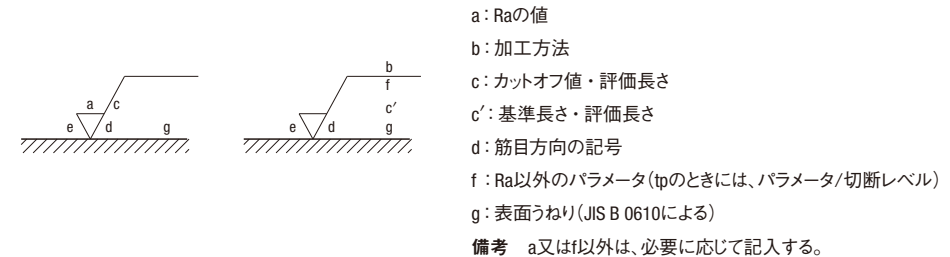 a c
e d g
b
f
c′
e d g
a：Raの値
b：加工方法
c：カットオフ値・評価長さ
c′：基準長さ・評価長さ
d：筋目方向の記号
f：Ra以外のパラメータ（tpのときには、パラメータ/切断レベル）
g：表面うねり（JIS B 0610による）
備考　a又はf以外は、必要に応じて記入する。